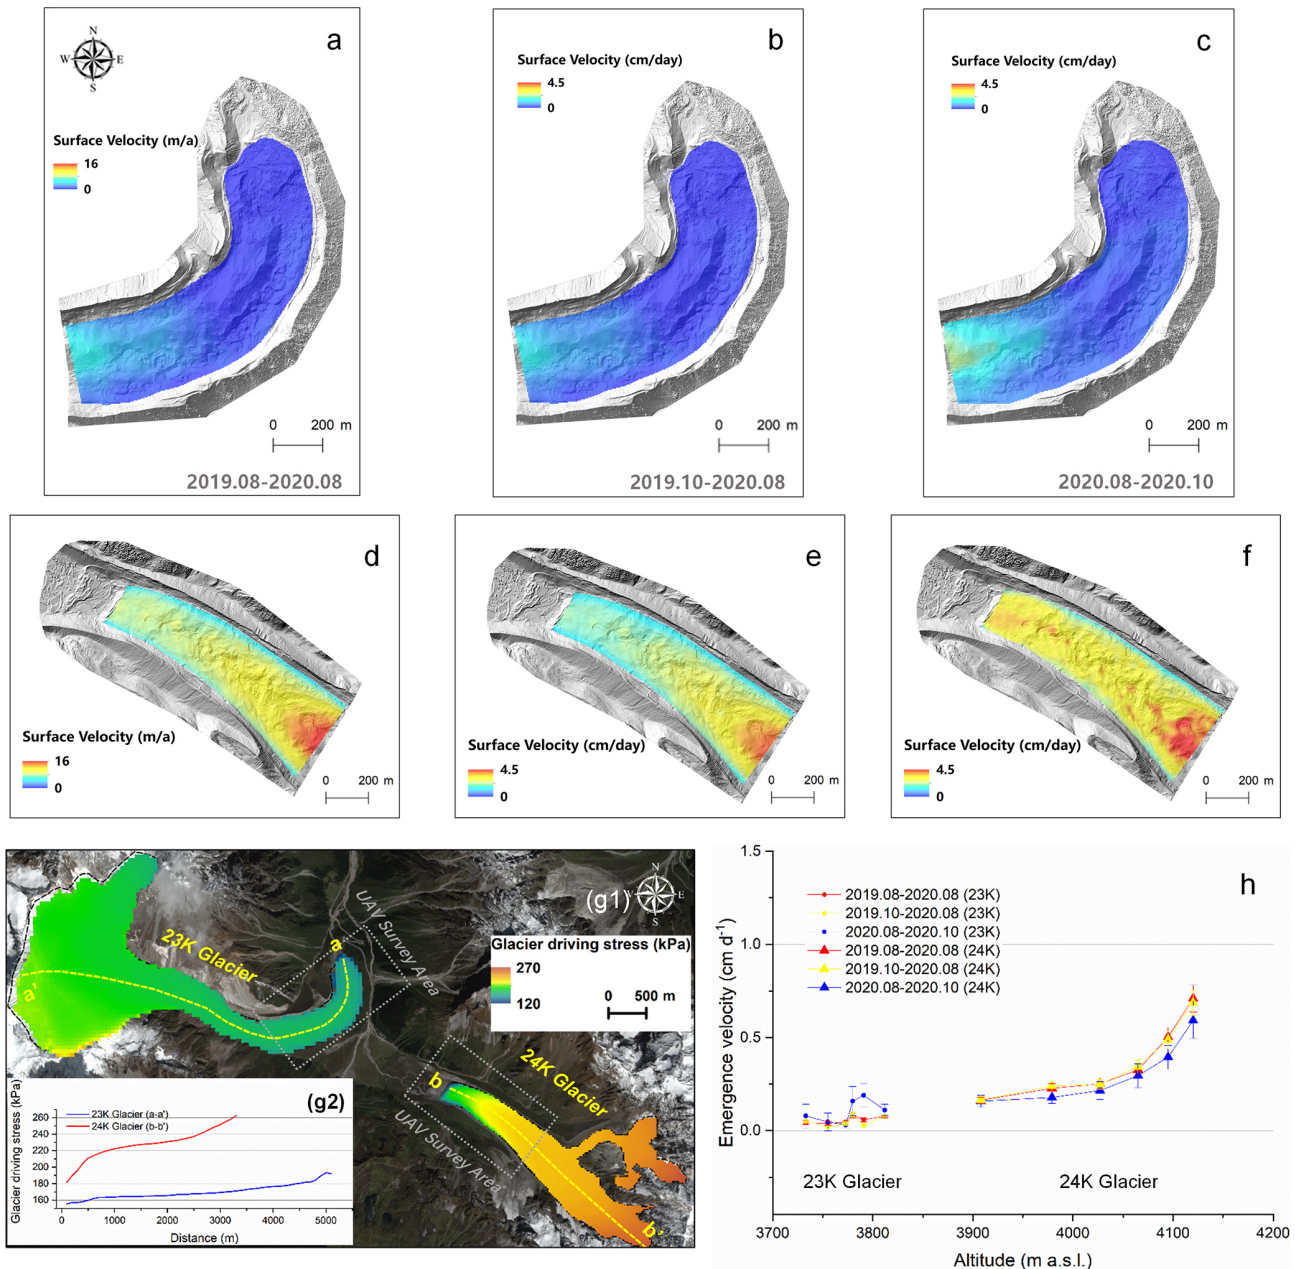 a
N
W E
S
Surface Velocity (m/a)
16
0
0 200 m
2019.08-2020.08
b
Surface Velocity (cm/day)
4.5
0
0 200 m
2019.10-2020.08
c
Surface Velocity (cm/day)
4.5
0
0 200 m
2020.08-2020.10
d
Surface Velocity (m/a)
16
0
0 200 m
e
Surface Velocity (cm/day)
4.5
0
0 200 m
f
Surface Velocity (cm/day)
4.5
0
0 200 m
(g1)
N
W E
S
UAV Survey Area
23K Glacier
a
a'
Glacier driving stress (kPa)
270
120
0 500 m
24K Glacier
b
b'
UAV Survey Area
(g2)
23K Glacier (a-a')
24K Glacier (b-b')
Glacier driving stress (kPa)
260
240
220
200
180
160
0 1000 2000 3000 4000 5000
Distance (m)
h
1.5
1.0
0.5
0.0
Emergence velocity (cm d-1)
2019.08-2020.08 (23K)
2019.10-2020.08 (23K)
2020.08-2020.10 (23K)
2019.08-2020.08 (24K)
2019.10-2020.08 (24K)
2020.08-2020.10 (24K)
23K Glacier 24K Glacier
3700 3800 3900 4000 4100 4200
Altitude (m a.s.l.)